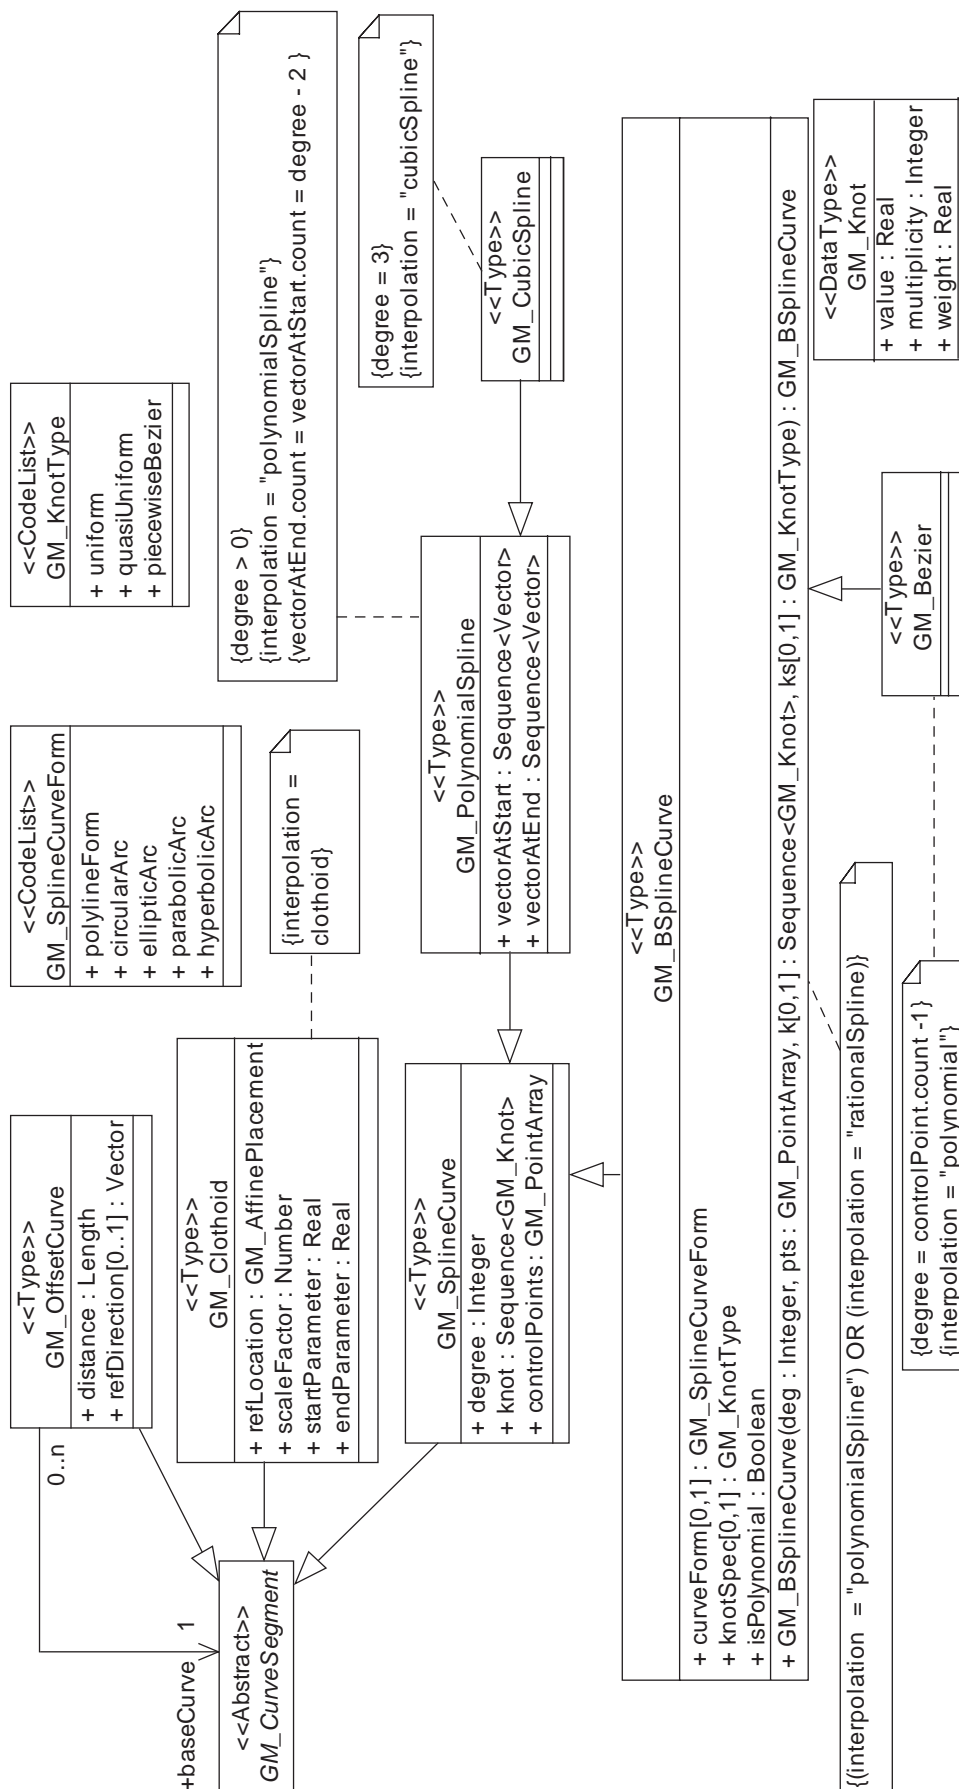 +baseCurve
1
0..n
<<Abstract>>
GM_CurveSegment
<<Type>>
GM_OffsetCurve
+ distance : Length
+ refDirection[0..1] : Vector
<<CodeList>>
GM_SplineCurveForm
+ polylineForm
+ circularArc
+ ellipticArc
+ parabolicArc
+ hyperbolicArc
<<CodeList>>
GM_KnotType
+ uniform
+ quasiUniform
+ piecewiseBezier
<<Type>>
GM_Clothoid
+ refLocation : GM_AffinePlacement
+ scaleFactor : Number
+ startParameter : Real
+ endParameter : Real
{interpolation =
clothoid}
{degree > 0}
{interpolation = "polynomialSpline"}
{vectorAtEnd.count = vectorAtStart.count = degree - 2 }
<<Type>>
GM_SplineCurve
+ degree : Integer
+ knot : Sequence<GM_Knot>
+ controlPoints : GM_PointArray
<<Type>>
GM_PolynomialSpline
+ vectorAtStart : Sequence<Vector>
+ vectorAtEnd : Sequence<Vector>
{degree = 3}
{interpolation = "cubicSpline"}
<<Type>>
GM_CubicSpline
<<Type>>
GM_BSplineCurve
+ curveForm[0,1] : GM_SplineCurveForm
+ knotSpec[0,1] : GM_KnotType
+ isPolynomial : Boolean
+ GM_BSplineCurve(deg : Integer, pts : GM_PointArray, k[0,1] : Sequence<GM_Knot>, ks[0,1] : GM_KnotType) : GM_BSplineCurve
{(interpolation = "polynomialSpline") OR (interpolation = "rationalSpline)}
<<Type>>
GM_Bezier
{degree = controlPoint.count -1}
{interpolation = "polynomial"}
<<DataType>>
GM_Knot
+ value : Real
+ multiplicity : Integer
+ weight : Real